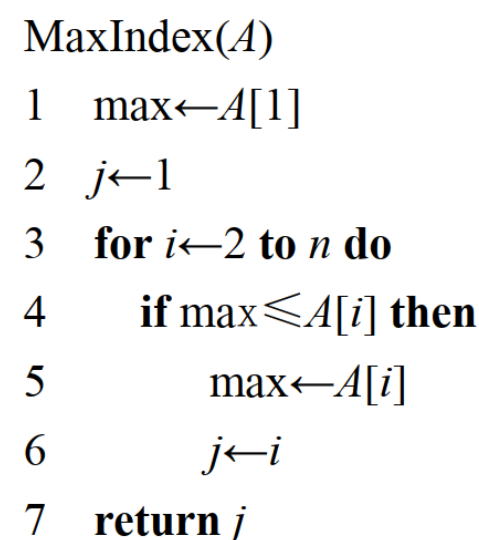 MaxIndex(A)
1 max←A[1]
2 j←1
3 for i←2 to n do
4 if max⩽A[i] then
5 max←A[i]
6 j←i
7 return j